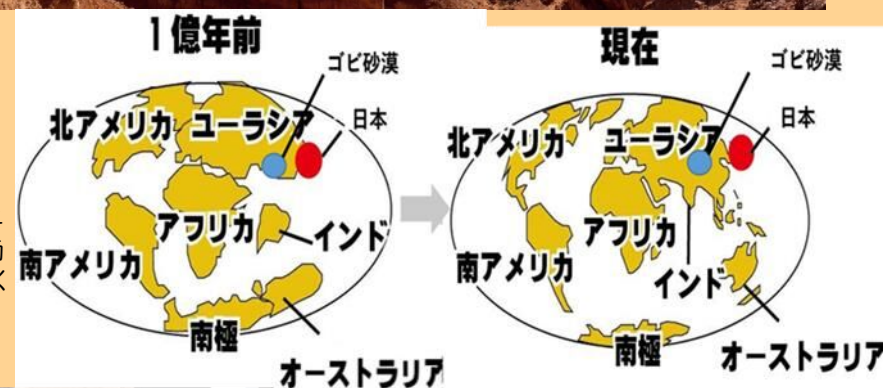 1億年前
ゴビ砂漠
日本
北アメリカ
ユーラシア
アフリカ
インド
南アメリカ
南極
オーストラリア
現在
ゴビ砂漠
日本
北アメリカ
ユーラシア
アフリカ
インド
南アメリカ
南極
オーストラリア